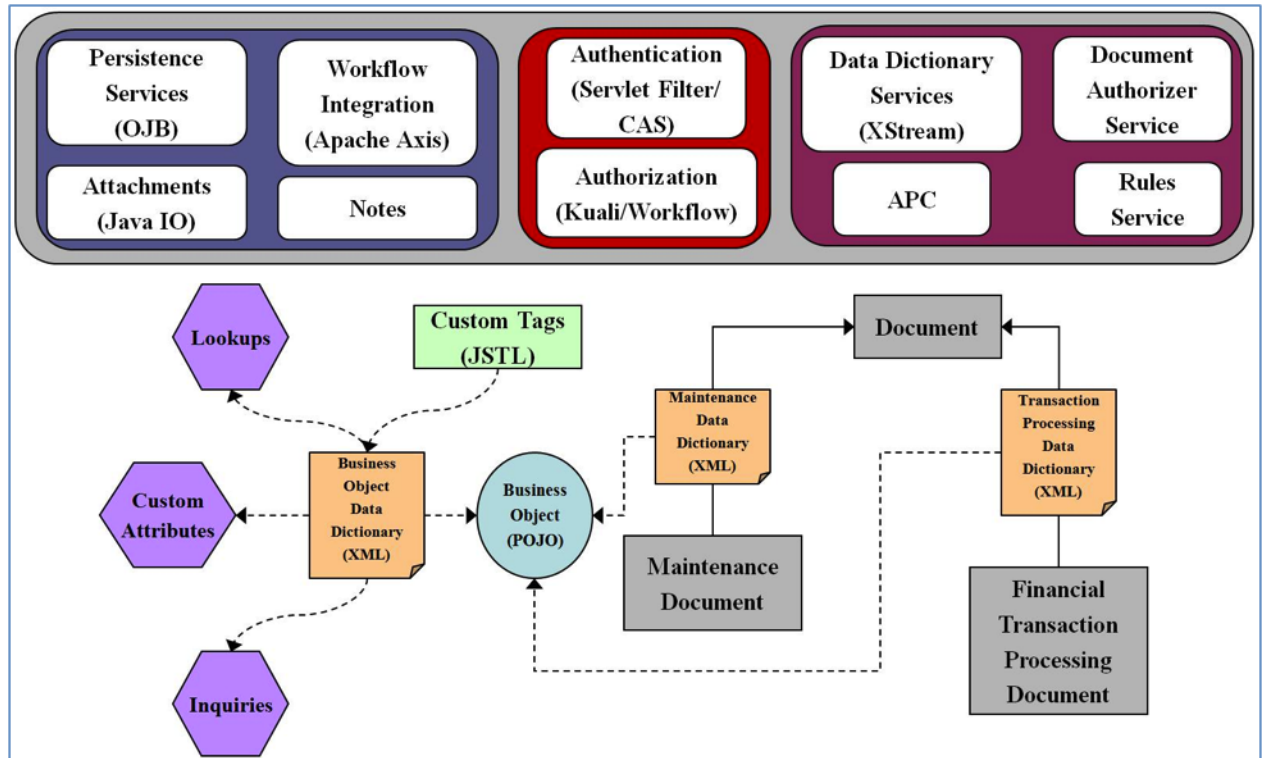 Persistence
Services
(OJB)
Workflow
Integration
(Apache Axis)
Attachments
(Java IO)
Notes
Authentication
(Servlet Filter/
CAS)
Authorization
(Kuali/Workflow)
Data Dictionary
Services
(XStream)
Document
Authorizer
Service
APC
Rules
Service
Lookups
Custom Tags
(JSTL)
Document
Maintenance
Data
Dictionary
(XML)
Transaction
Processing
Data
Dictionary
(XML)
Custom
Attributes
Business
Object
Data
Dictionary
(XML)
Business
Object
(POJO)
Maintenance
Document
Financial
Transaction
Processing
Document
Inquiries